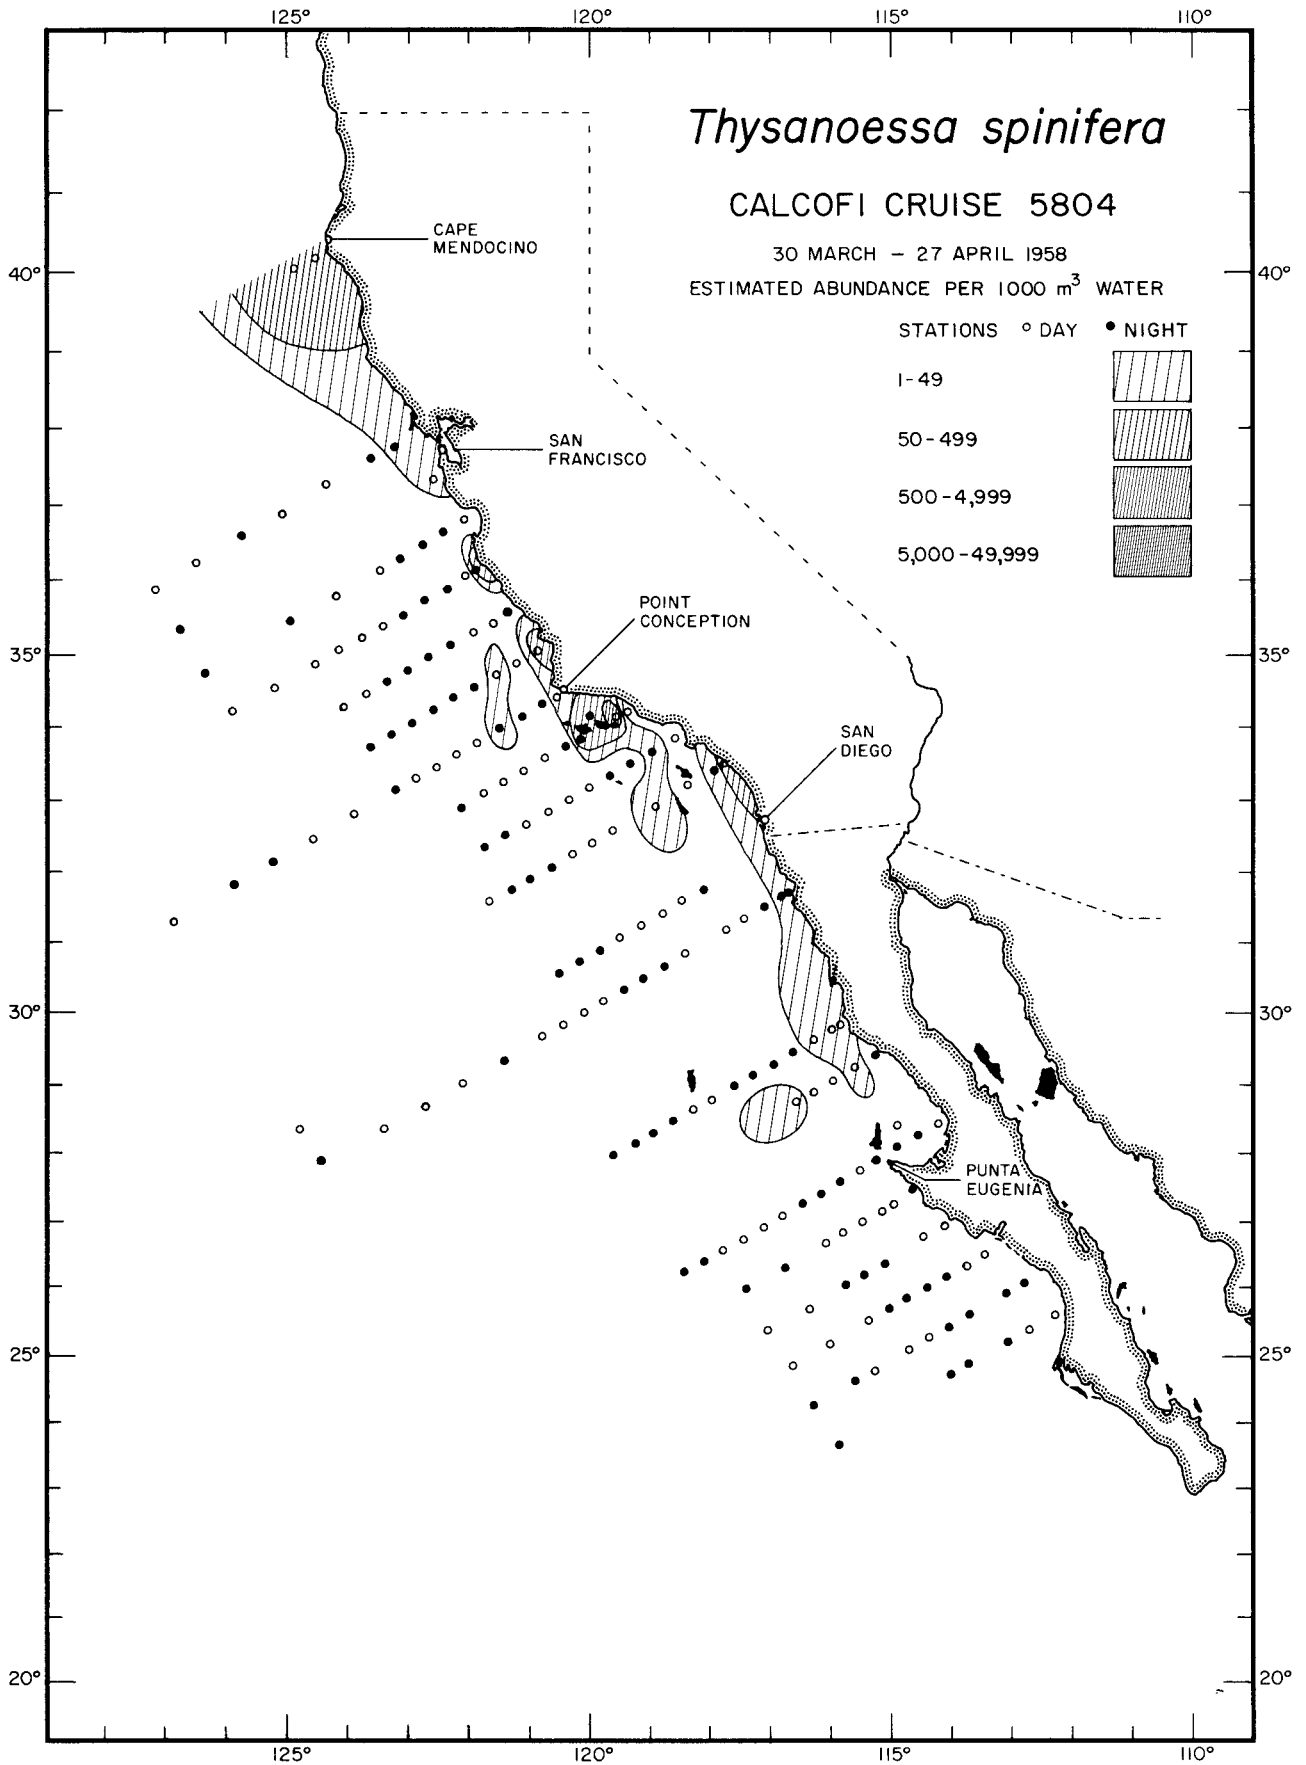 125° 120° 115° 110°
Thysanoessa spinifera
CALCOFI CRUISE 5804
30 MARCH – 27 APRIL 1958
ESTIMATED ABUNDANCE PER 1000 m³ WATER
STATIONS ○ DAY ● NIGHT
1-49
50-499
500-4,999
5,000-49,999
CAPE
MENDOCINO
40° 40°
SAN
FRANCISCO
POINT
CONCEPTION
35° 35°
SAN
DIEGO
30° 30°
PUNTA
EUGENIA
25° 25°
20° 20°
125° 120° 115° 110°